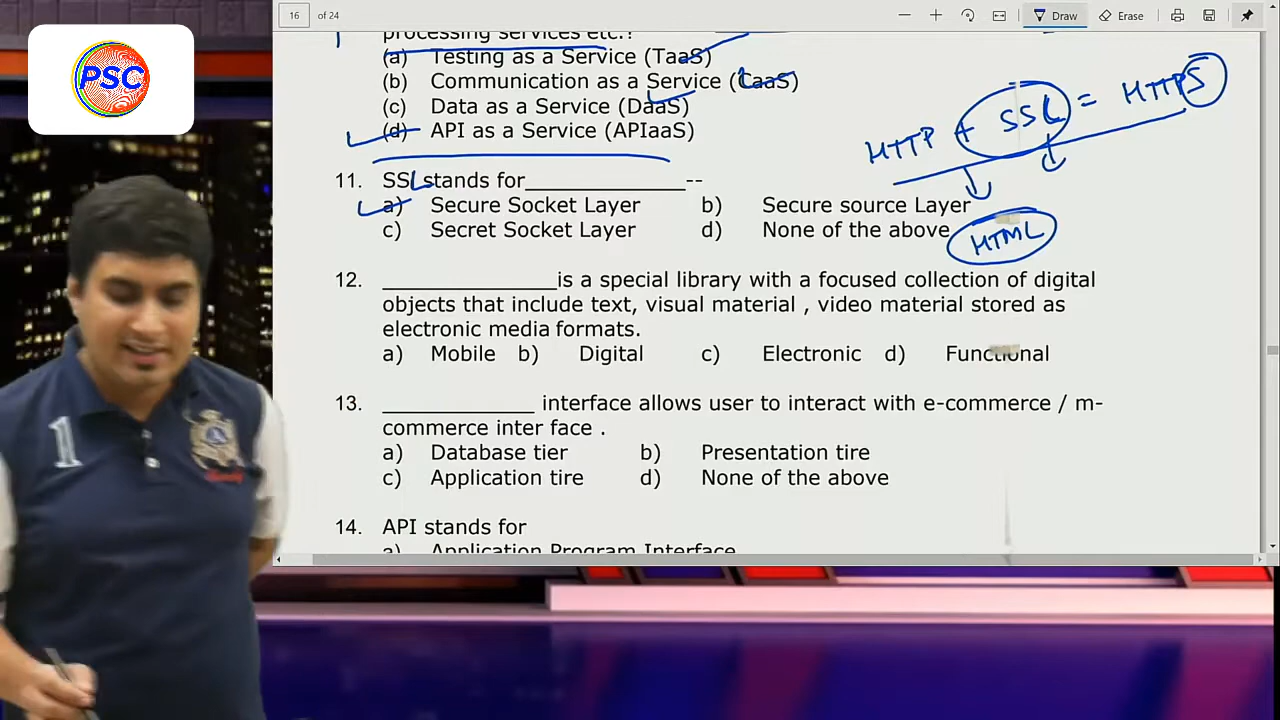 PSC
16 of 24
Draw
Erase
processing services etc.?
(a) Testing as a Service (TaaS)
(b) Communication as a Service (CaaS)
(c) Data as a Service (DaaS)
(d) API as a Service (APIaaS)
HTTP + SSL = HTTPS
HTML
11. SSL stands for______________--
a) Secure Socket Layer b) Secure source Layer
c) Secret Socket Layer d) None of the above
12. _______________is a special library with a focused collection of digital
objects that include text, visual material , video material stored as
electronic media formats.
a) Mobile b) Digital c) Electronic d) Functional
13. _____________ interface allows user to interact with e-commerce / m-
commerce inter face .
a) Database tier b) Presentation tire
c) Application tire d) None of the above
14. API stands for
a) Application Program Interface
1